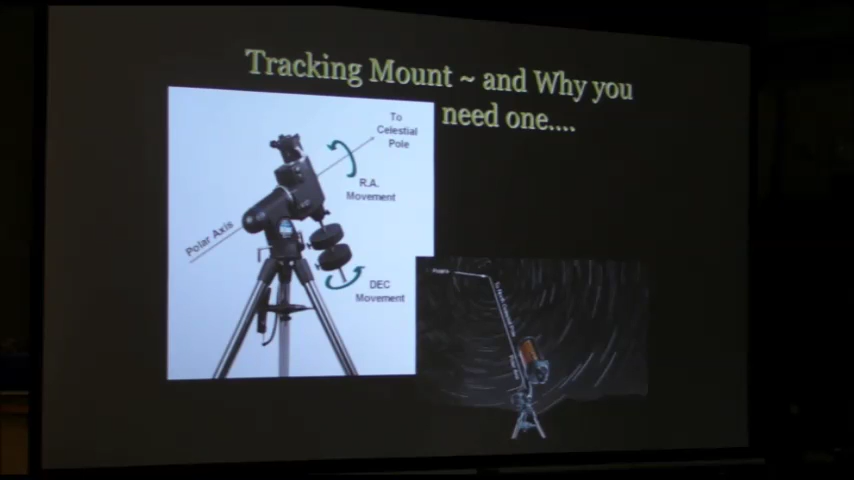 Tracking Mount ~ and Why you
need one....
To
Celestial
Pole
R.A.
Movement
Polar Axis
DEC
Movement